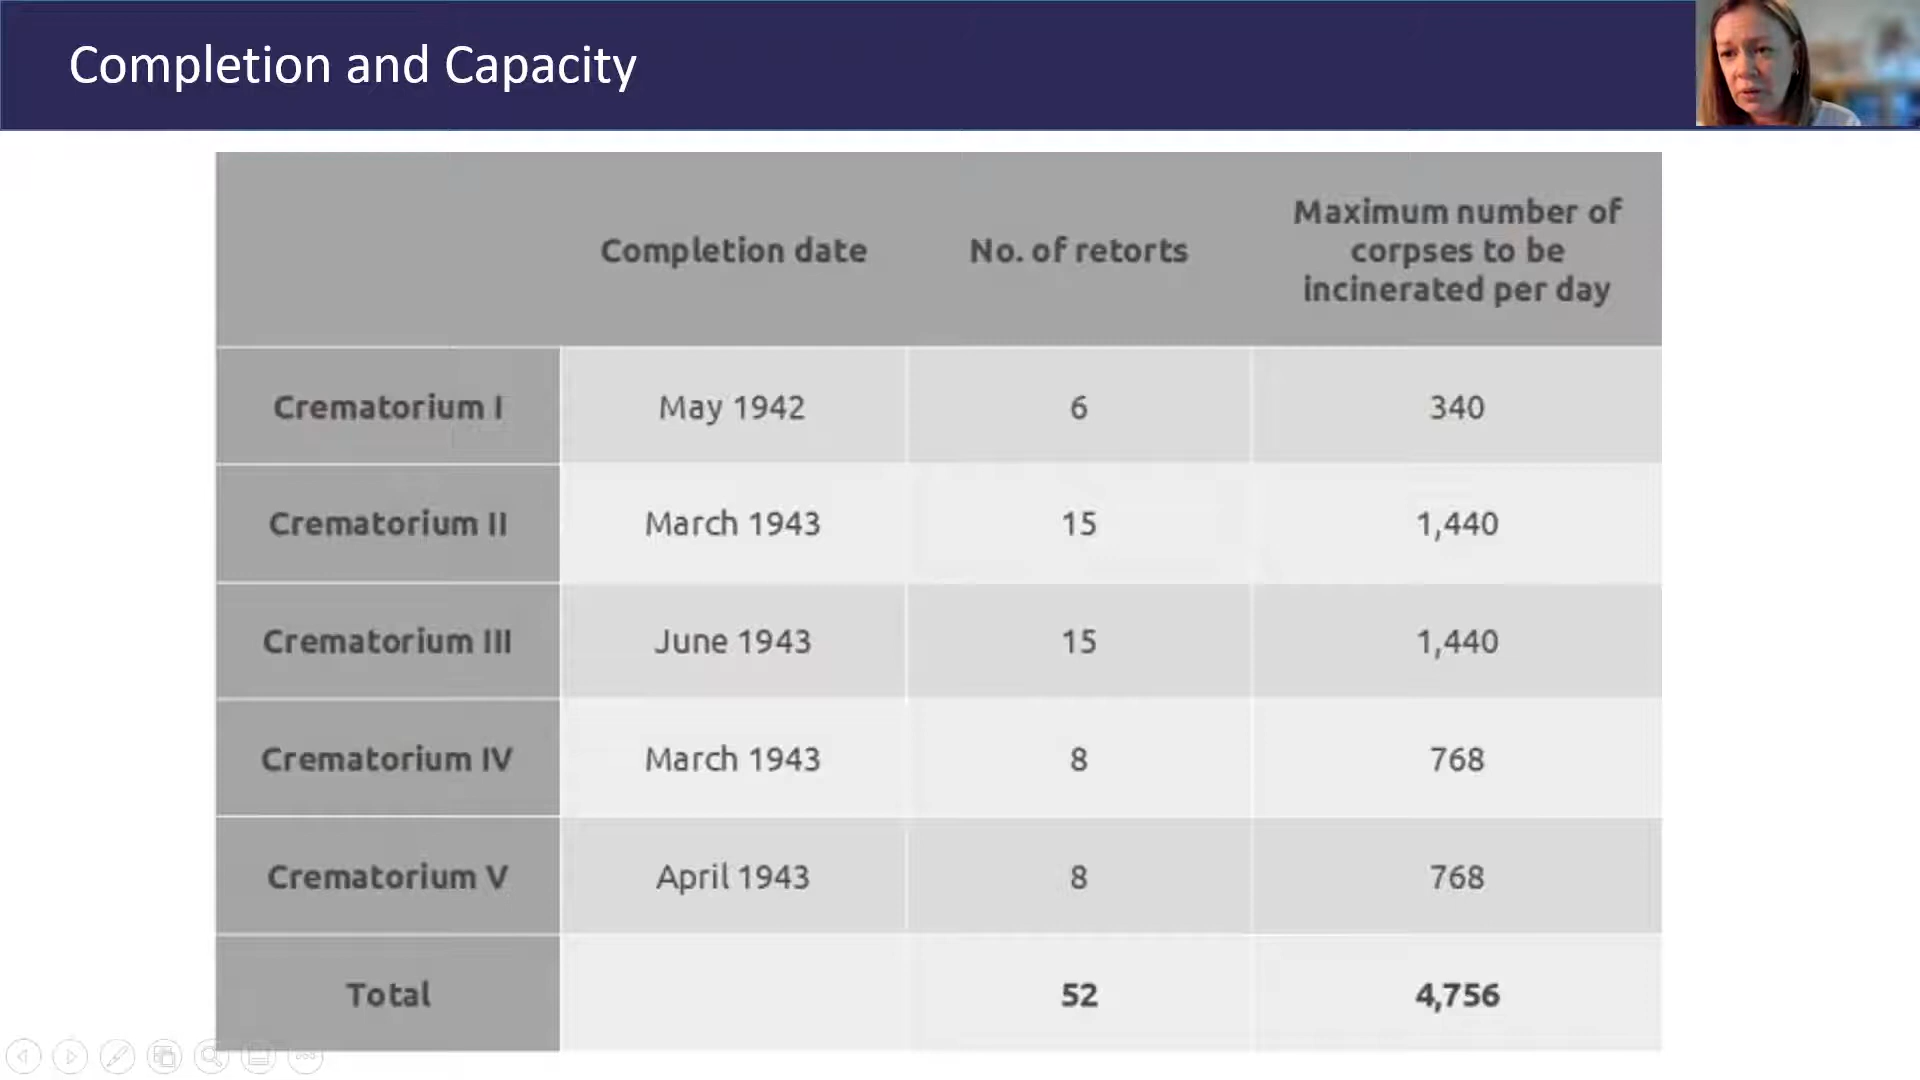 Completion and Capacity
Completion date
No. of retorts
Maximum number of
corpses to be
incinerated per day
Crematorium I
May 1942
6
340
Crematorium II
March 1943
15
1,440
Crematorium III
June 1943
15
1,440
Crematorium IV
March 1943
8
768
Crematorium V
April 1943
8
768
Total
52
4,756